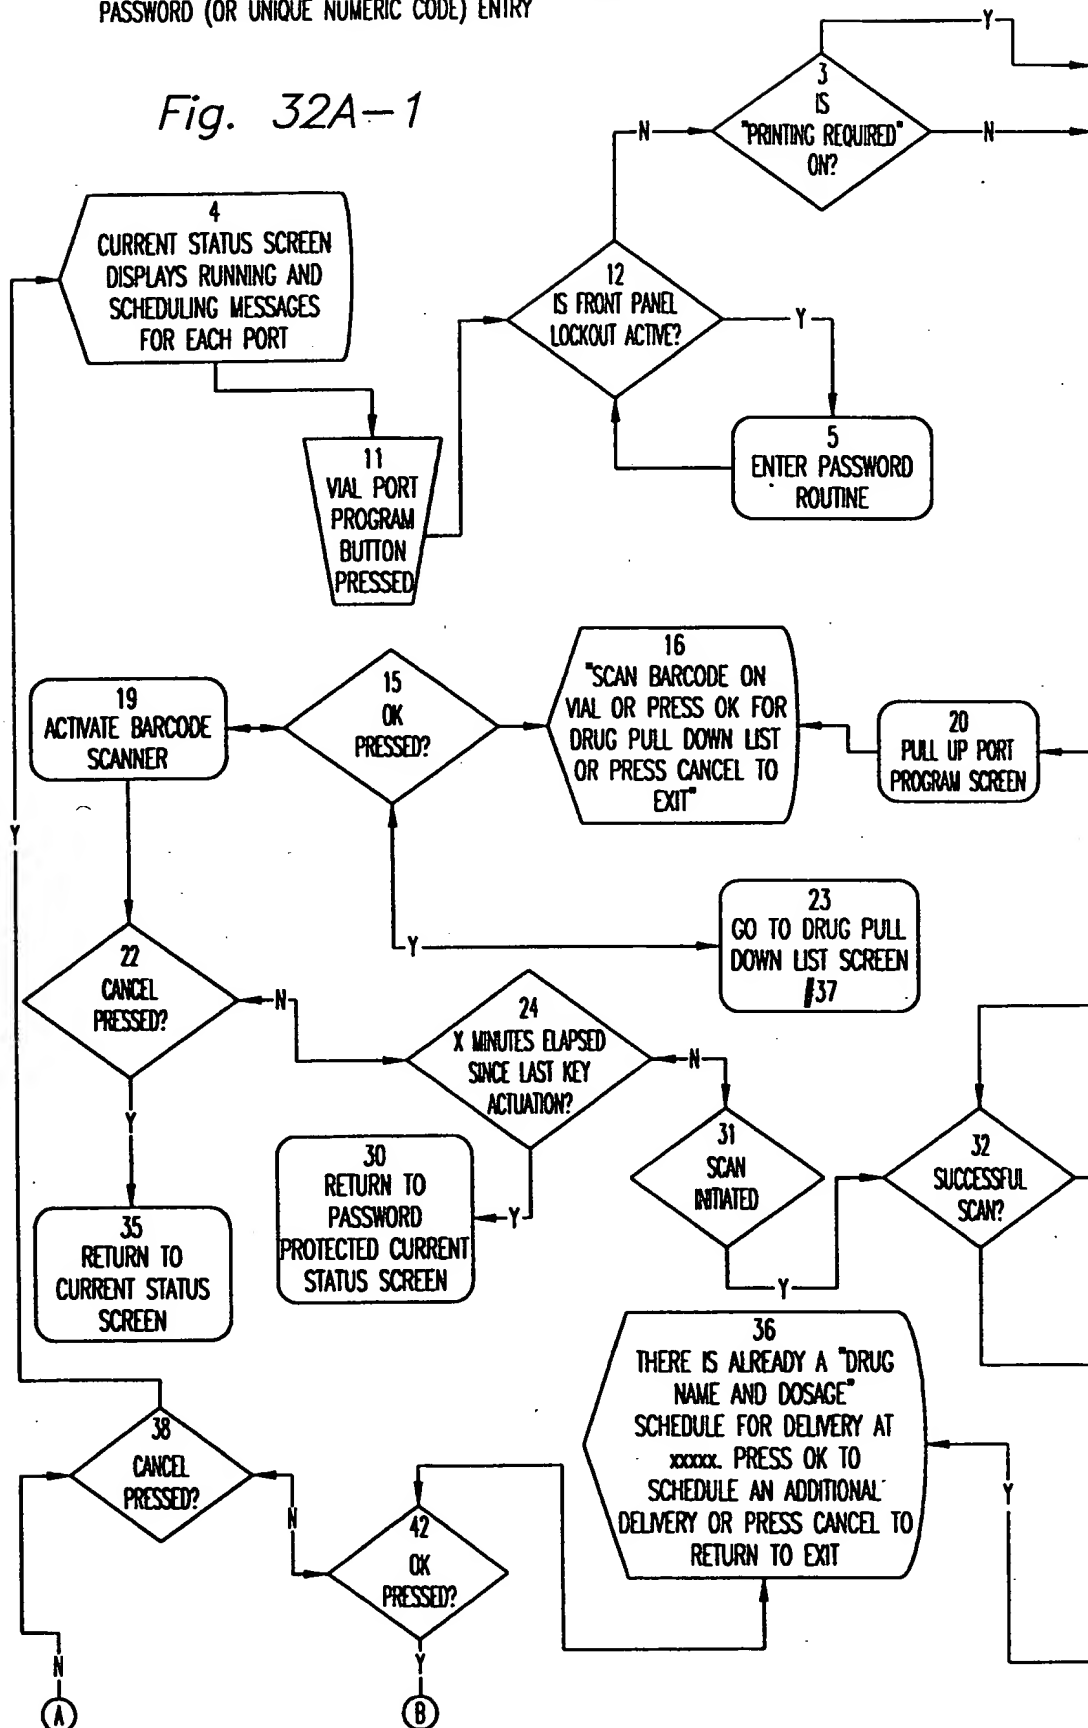 PASSWORD (OR UNIQUE NUMERIC CODE) ENTRY
Fig. 32A-1
Y
3
IS
"PRINTING REQUIRED"
ON?
N
N
4
CURRENT STATUS SCREEN
DISPLAYS RUNNING AND
SCHEDULING MESSAGES
FOR EACH PORT
12
IS FRONT PANEL
LOCKOUT ACTIVE?
Y
5
ENTER PASSWORD
ROUTINE
11
VIAL PORT
PROGRAM
BUTTON
PRESSED
19
ACTIVATE BARCODE
SCANNER
15
OK
PRESSED?
16
"SCAN BARCODE ON
VIAL OR PRESS OK FOR
DRUG PULL DOWN LIST
OR PRESS CANCEL TO
EXIT"
20
PULL UP PORT
PROGRAM SCREEN
Y
Y
23
GO TO DRUG PULL
DOWN LIST SCREEN
#37
22
CANCEL
PRESSED?
N
24
X MINUTES ELAPSED
SINCE LAST KEY
ACTUATION?
N
Y
31
SCAN
INITIATED
32
SUCCESSFUL
SCAN?
30
RETURN TO
PASSWORD
PROTECTED CURRENT
STATUS SCREEN
Y
35
RETURN TO
CURRENT STATUS
SCREEN
Y
36
THERE IS ALREADY A "DRUG
NAME AND DOSAGE"
SCHEDULE FOR DELIVERY AT
xxxxx. PRESS OK TO
SCHEDULE AN ADDITIONAL
DELIVERY OR PRESS CANCEL TO
RETURN TO EXIT
Y
38
CANCEL
PRESSED?
N
42
OK
PRESSED?
N
Y
A
B